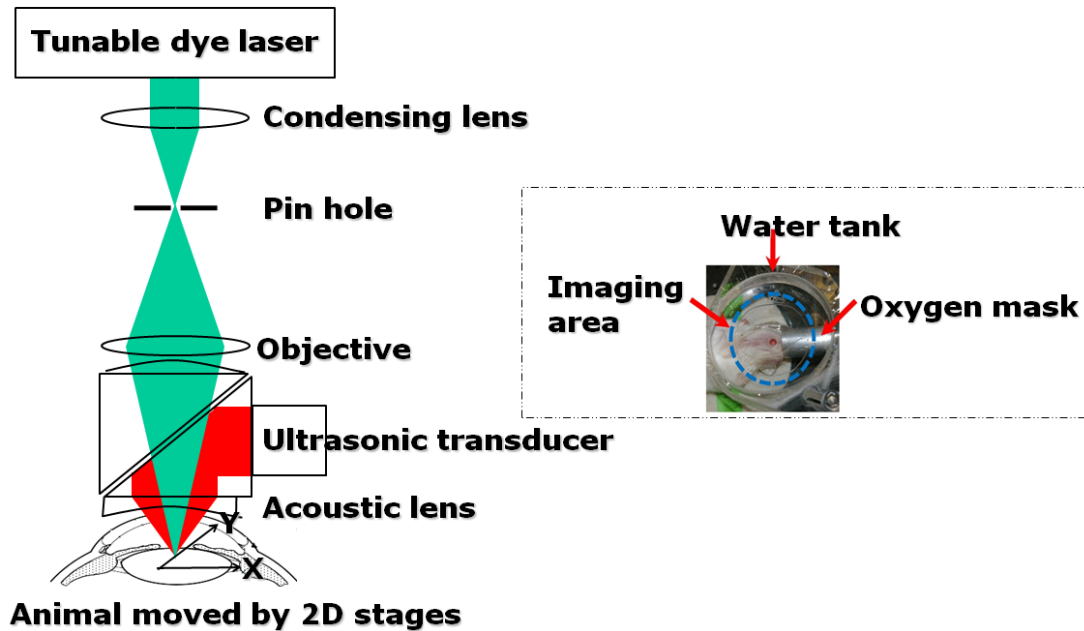 Tunable dye laser
Condensing lens
Pin hole
Objective
Ultrasonic transducer
Acoustic lens
Y
X
Animal moved by 2D stages
Water tank
Imaging
area
Oxygen mask